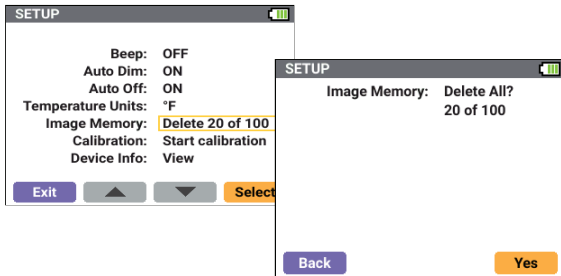 SETUP
Beep: OFF
Auto Dim: ON
Auto Off: ON
Temperature Units: °F
Image Memory: Delete 20 of 100
Calibration: Start calibration
Device Info: View
Exit Select
SETUP
Image Memory: Delete All?
20 of 100
Back Yes